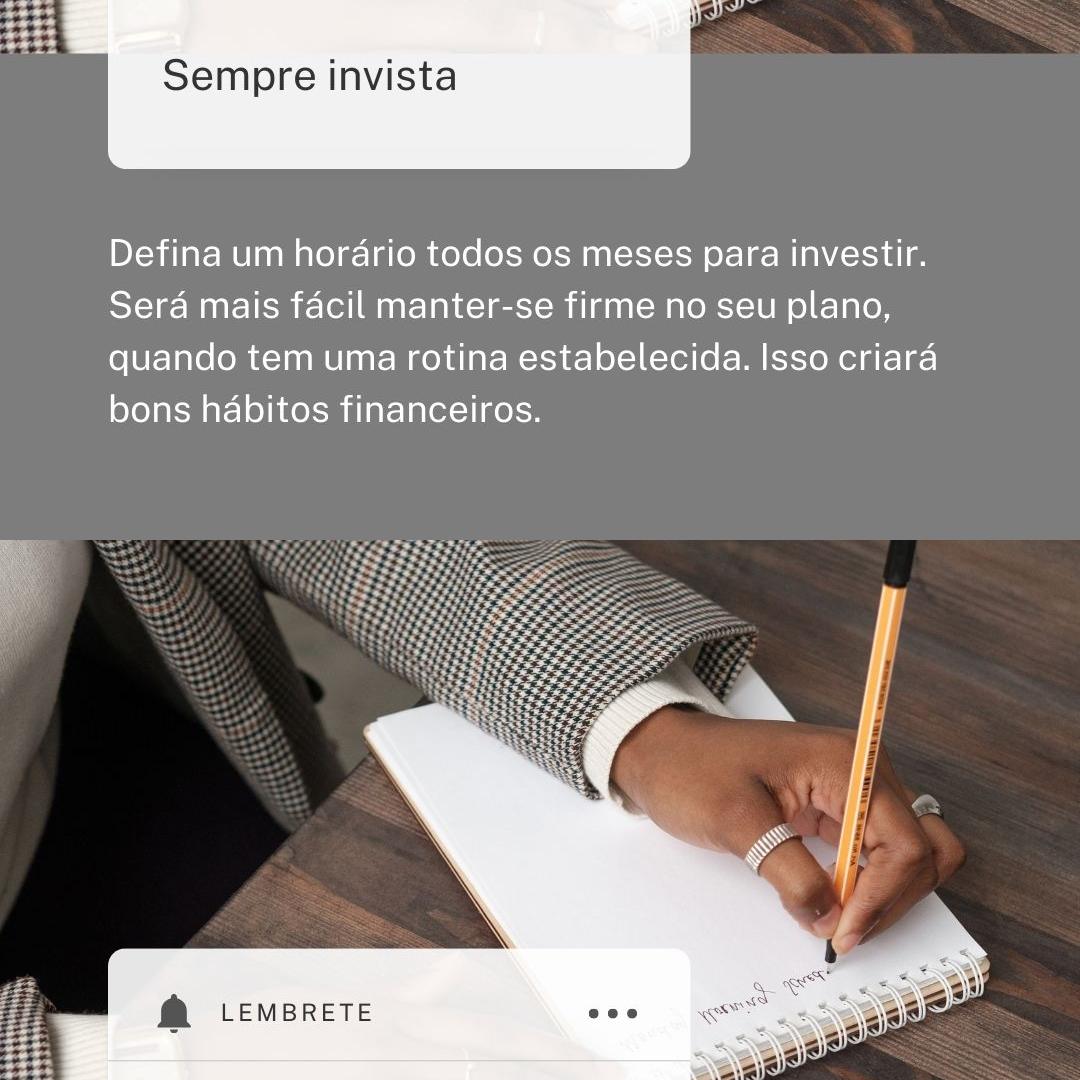 Sempre invista
Defina um horário todos os meses para investir.
Será mais fácil manter-se firme no seu plano,
quando tem uma rotina estabelecida. Isso criará
bons hábitos financeiros.
LEMBRETE